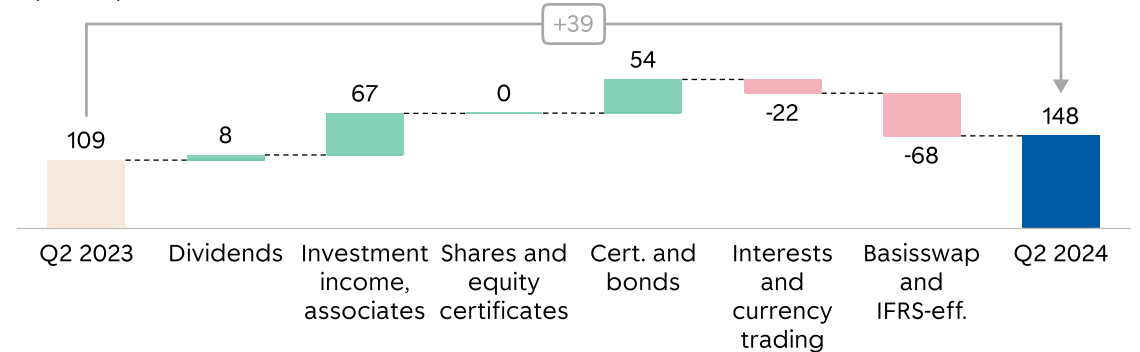 +39
109
8
67
0
54
-22
-68
148
Q2 2023
Dividends
Investment
income,
associates
Shares and
equity
certificates
Cert. and
bonds
Interests
and
currency
trading
Basisswap
and
IFRS-eff.
Q2 2024